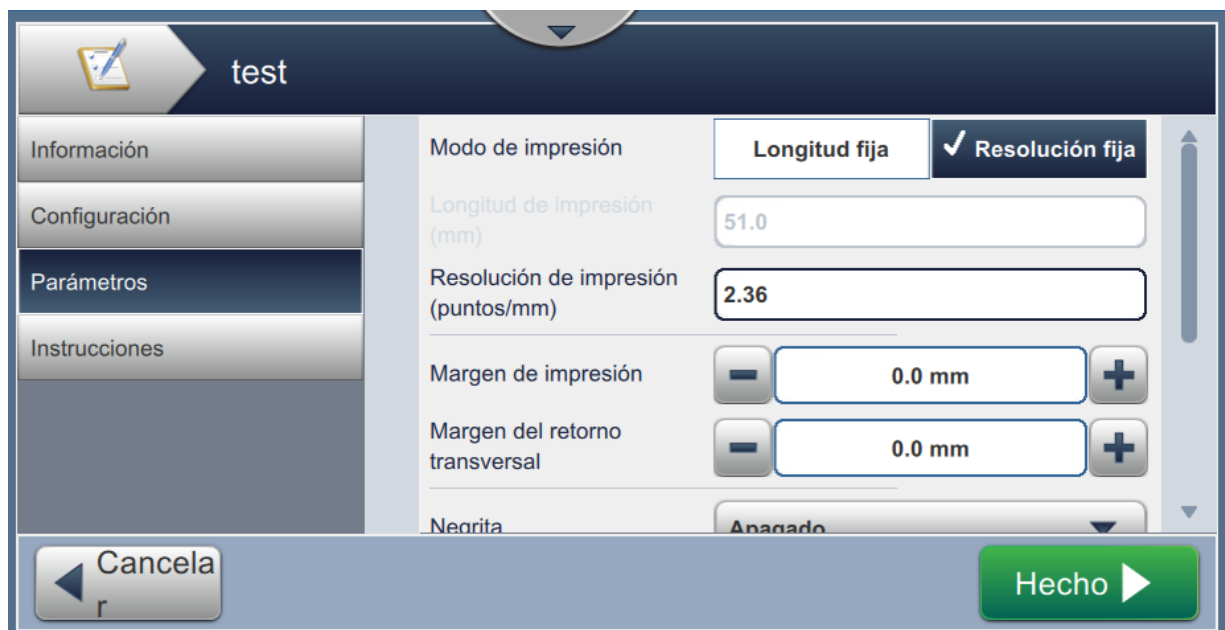 test
Información
Configuración
Parámetros
Instrucciones
Modo de impresión
Longitud fija
Resolución fija
Longitud de impresión
(mm)
51.0
Resolución de impresión
(puntos/mm)
2.36
Margen de impresión
0.0 mm
Margen del retorno
transversal
0.0 mm
Negrita
Apagado
Cancela
r
Hecho